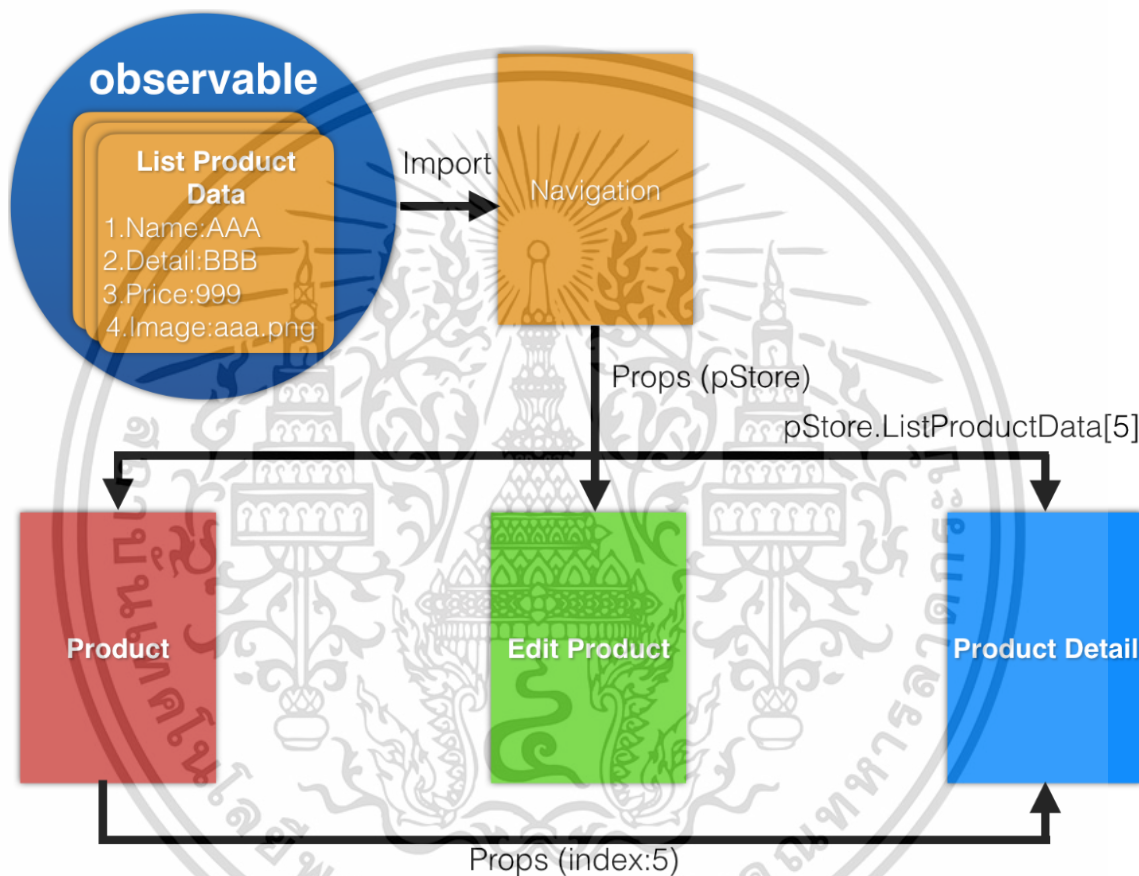 observable
List Product
Data
1.Name:AAA
2.Detail:BBB
3.Price:999
4.Image:aaa.png
Import
Navigation
Props (pStore)
pStore.ListProductData[5]
Product
Edit Product
Product Detail
Props (index:5)